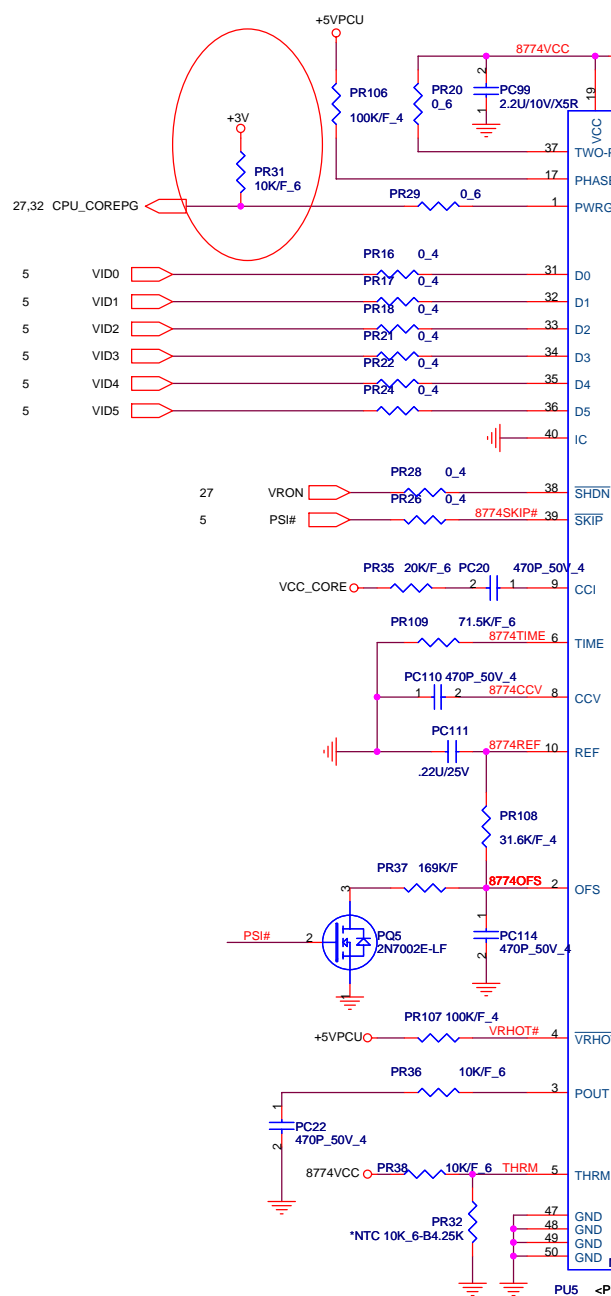 +5VPCU
8774VCC
PR106
100K/F_4
PR20
0_6
2
1
PC99
2.2U/10V/X5R
19
VCC
+3V
PR31
10K/F_6
37 TWO-P
17 PHASE
27,32 CPU_COREPG
PR29 0_6
1 PWRG
PR16 0_4
5 VID0 31 D0
PR17 0_4
5 VID1 32 D1
PR18 0_4
5 VID2 33 D2
PR21 0_4
5 VID3 34 D3
PR22 0_4
5 VID4 35 D4
PR24 0_4
5 VID5 36 D5
40 IC
PR28 0_4
27 VRON 38 SHDN
PR26 0_4
5 PSI# 8774SKIP# 39 SKIP
PR35 20K/F_6 PC20 470P_50V_4
VCC_CORE 2 1 9 CCI
PR109 71.5K/F_6
8774TIME 6 TIME
PC110 470P_50V_4
1 2 8774CCV 8 CCV
PC111
.22U/25V
8774REF 10 REF
PR108
31.6K/F_4
PR37 169K/F
3 8774OFS 2 OFS
PSI# 2
PQ5
2N7002E-LF
1
1
2
PC114
470P_50V_4
PR107 100K/F_4
+5VPCU VRHOT# 4 VRHOT
PR36 10K/F_6
3 POUT
1
2
PC22
470P_50V_4
PR38 10K/F_6
8774VCC THRM 5 THRM
PR32
*NTC 10K_6-B4.25K
47 GND
48 GND
49 GND
50 GND
PU5 <P